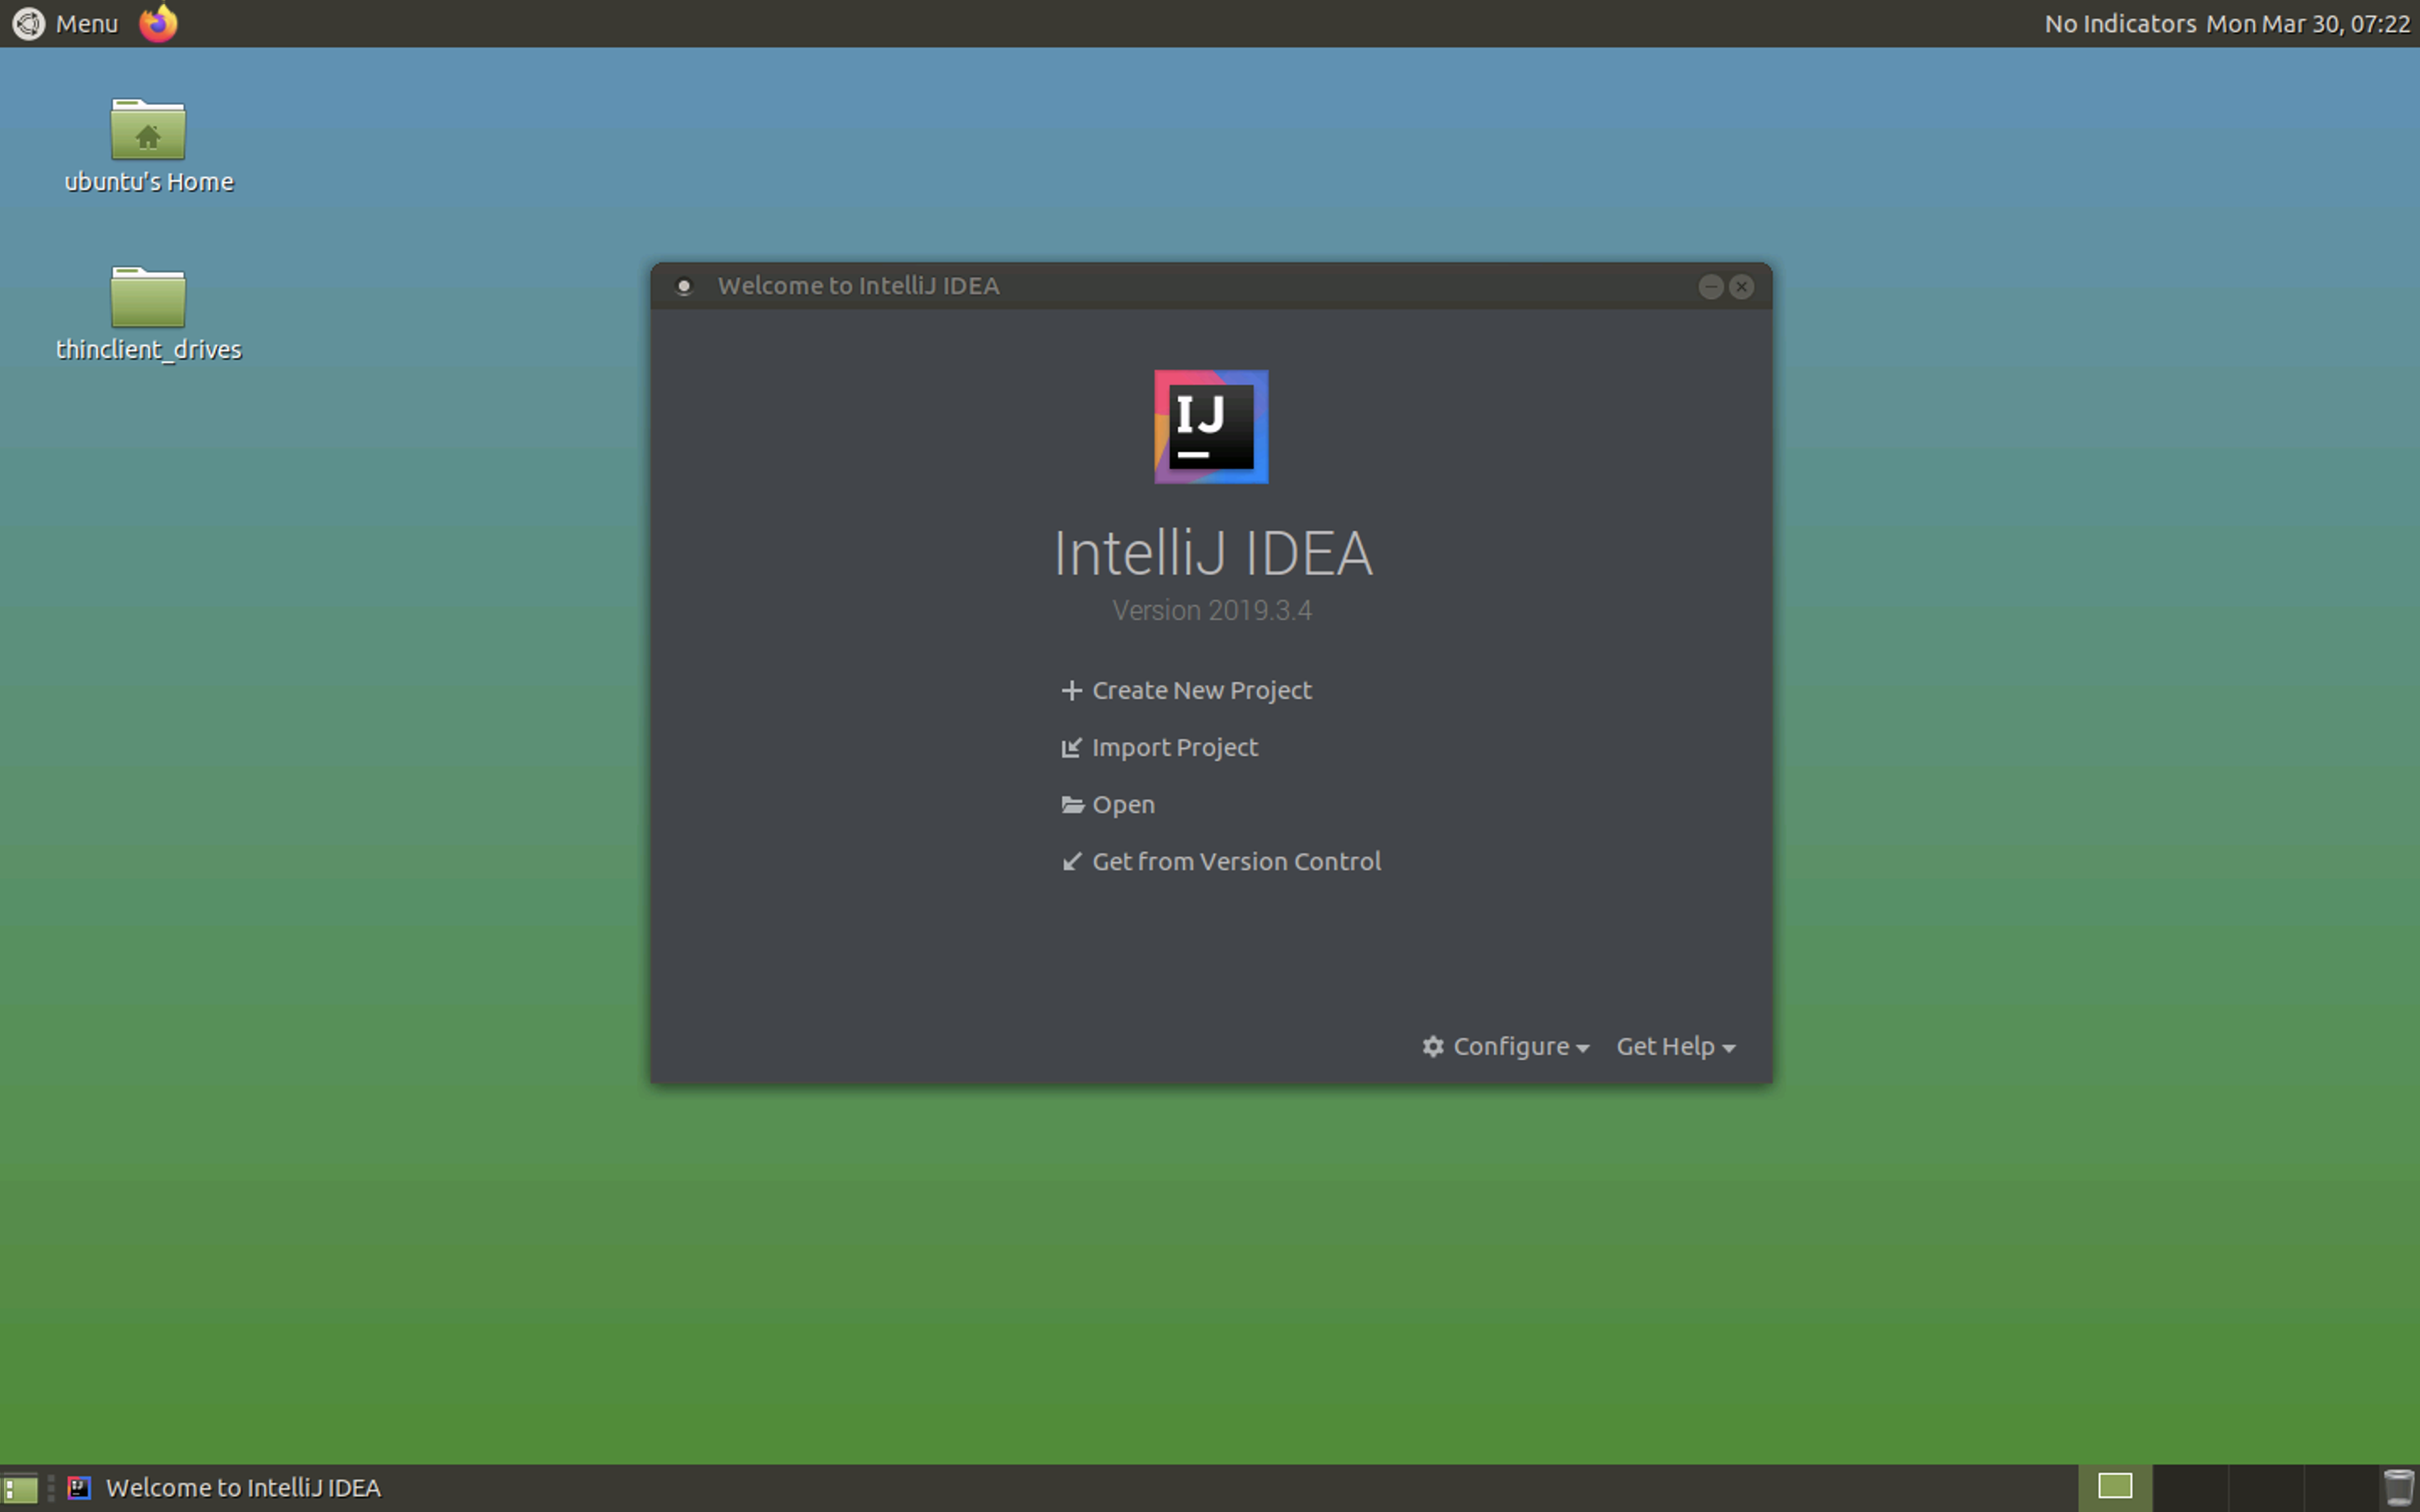 Menu
No Indicators Mon Mar 30, 07:22
ubuntu's Home
thinclient_drives
Welcome to IntelliJ IDEA
IJ
IntelliJ IDEA
Version 2019.3.4
Create New Project
Import Project
Open
Get from Version Control
Configure
Get Help
Welcome to IntelliJ IDEA